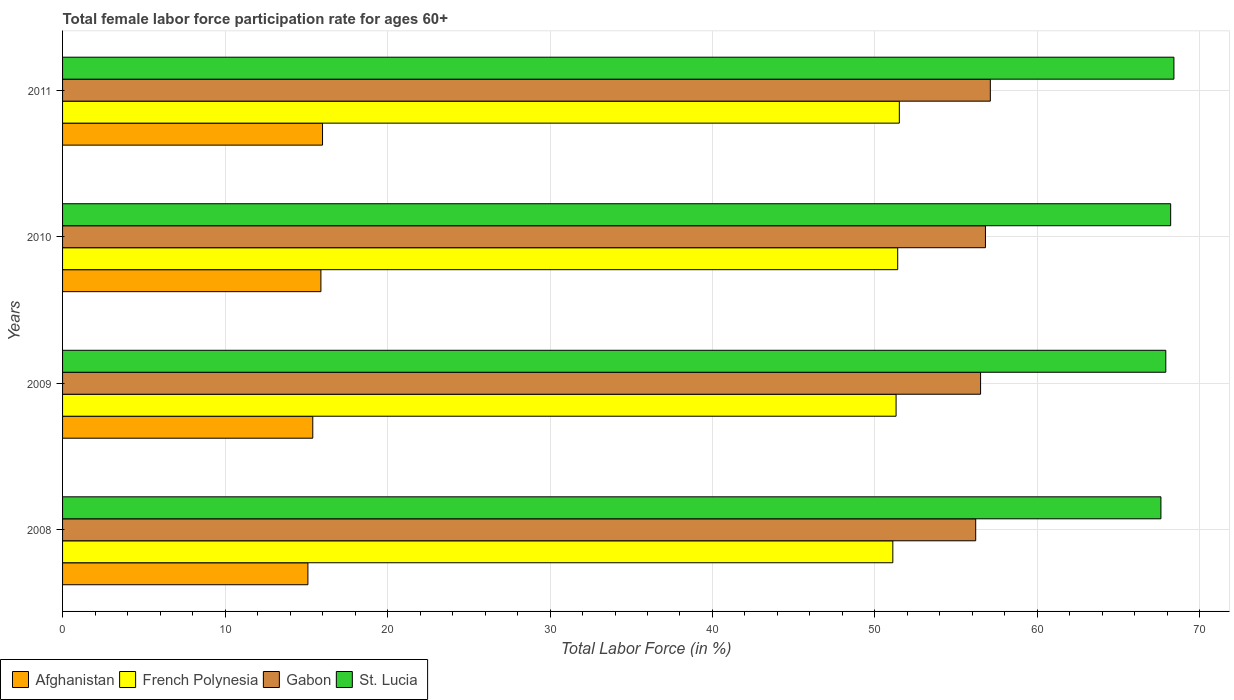 Total female labor force participation rate for ages 60+
2011
2010
2009
2008
Years
0
10
20
30
40
50
60
70
Total Labor Force (in %)
Afghanistan
French Polynesia
Gabon
St. Lucia